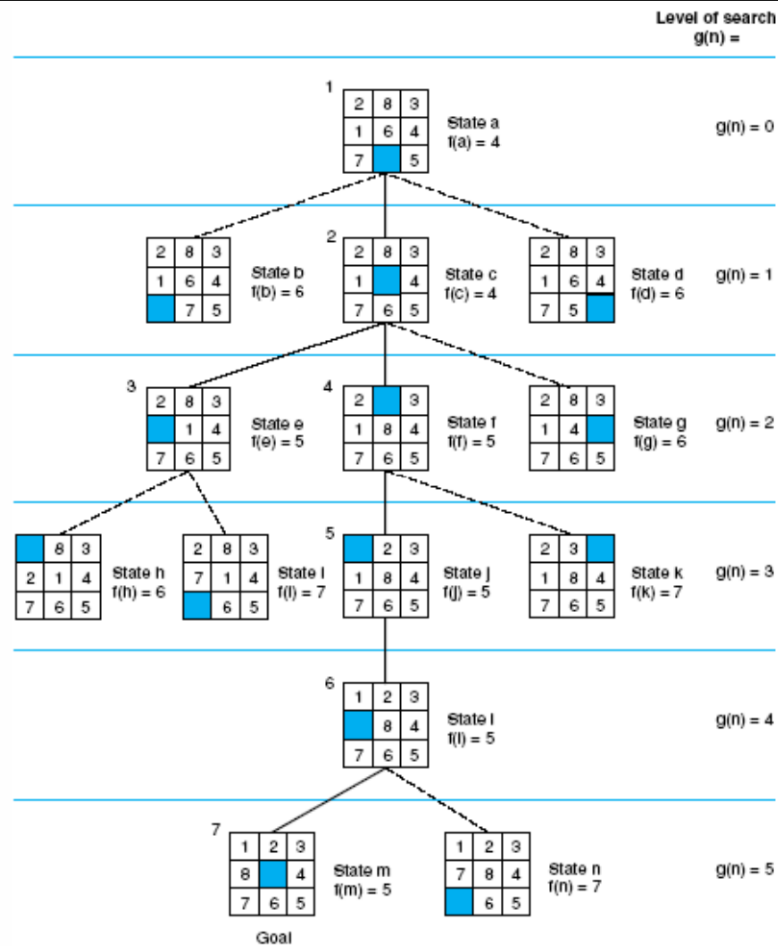 Level of search
g(n) =
1
2 8 3
1 6 4
7 5
State a
f(a) = 4
g(n) = 0
2 8 3
1 6 4
7 5
State b
f(b) = 6
2
2 8 3
1 4
7 6 5
State c
f(c) = 4
2 8 3
1 6 4
7 5
State d
f(d) = 6
g(n) = 1
3
2 8 3
1 4
7 6 5
State e
f(e) = 5
4
2 3
1 8 4
7 6 5
State f
f(f) = 5
2 8 3
1 4
7 6 5
State g
f(g) = 6
g(n) = 2
8 3
2 1 4
7 6 5
State h
f(h) = 6
2 8 3
7 1 4
6 5
State i
f(i) = 7
5
2 3
1 8 4
7 6 5
State j
f(j) = 5
2 3
1 8 4
7 6 5
State k
f(k) = 7
g(n) = 3
6
1 2 3
8 4
7 6 5
State l
f(l) = 5
g(n) = 4
7
1 2 3
8 4
7 6 5
State m
f(m) = 5
Goal
1 2 3
7 8 4
6 5
State n
f(n) = 7
g(n) = 5